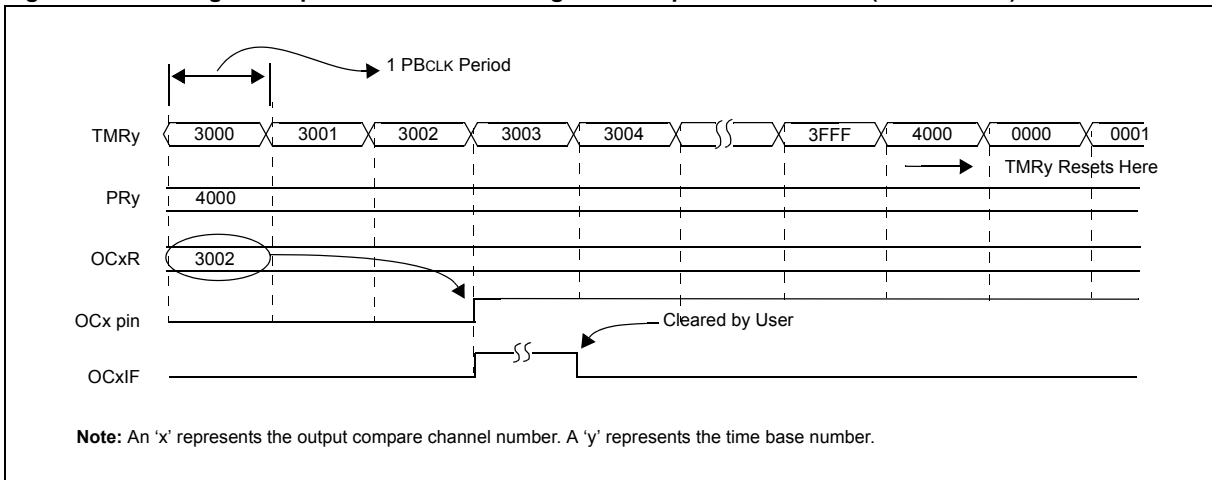 1 PBCLK Period
TMRy 3000 3001 3002 3003 3004 3FFF 4000 0000 0001
TMRy Resets Here
PRy 4000
OCxR 3002
OCx pin
Cleared by User
OCxIF
Note: An 'x' represents the output compare channel number. A 'y' represents the time base number.